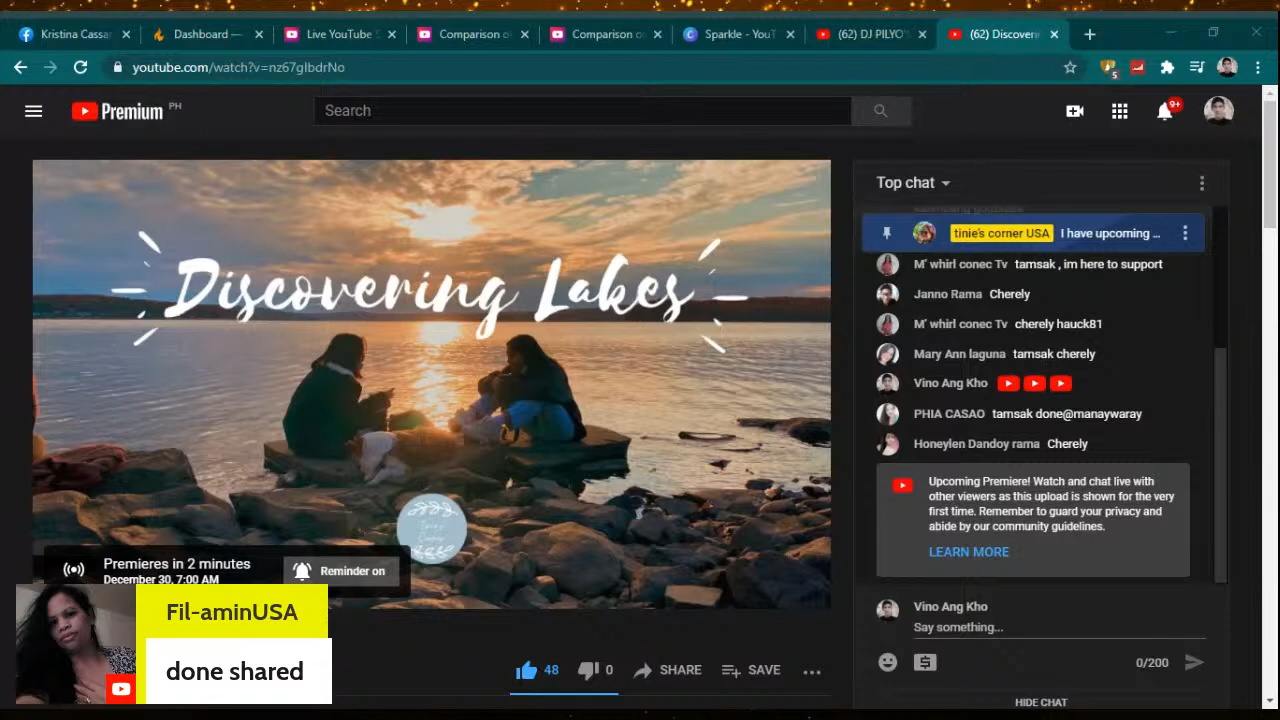 Kristina Cassar
Dashboard —
Live YouTube S
Comparison o
Comparison o
Sparkle - YouT
(62) DJ PILYO'
(62) Discoveri
youtube.com/watch?v=nz67gIbdrNo
5
Premium PH
Search
9+
Discovering Lakes
Premieres in 2 minutes
December 30, 7:00 AM
Reminder on
Fil-aminUSA
done shared
48
0
SHARE
SAVE
Top chat
tinie's corner USA I have upcoming ...
M' whirl conec Tv tamsak , im here to support
Janno Rama Cherely
M' whirl conec Tv cherely hauck81
Mary Ann laguna tamsak cherely
Vino Ang Kho
PHIA CASAO tamsak done@manaywaray
Honeylen Dandoy rama Cherely
Upcoming Premiere! Watch and chat live with
other viewers as this upload is shown for the very
first time. Remember to guard your privacy and
abide by our community guidelines.
LEARN MORE
Vino Ang Kho
Say something...
0/200
HIDE CHAT